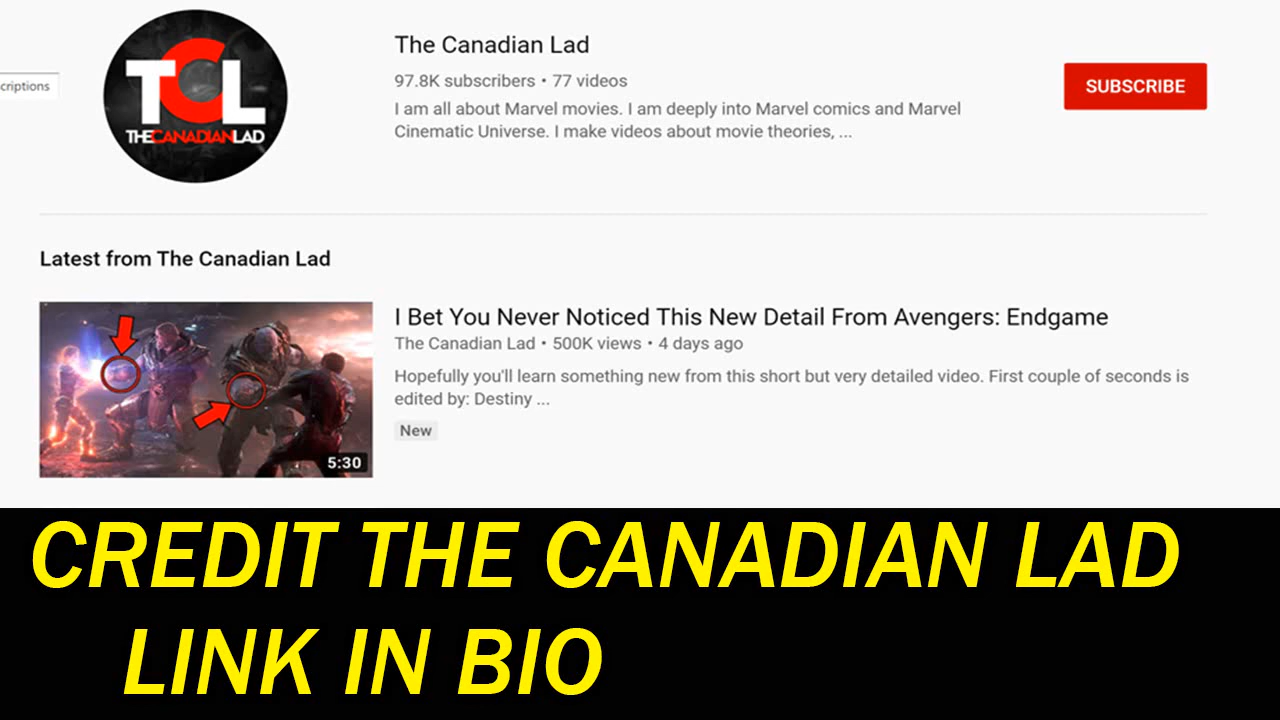 The Canadian Lad
97.8K subscribers • 77 videos
SUBSCRIBE
criptions
I am all about Marvel movies. I am deeply into Marvel comics and Marvel
Cinematic Universe. I make videos about movie theories, ...
TCL
THECANADIANLAD
Latest from The Canadian Lad
I Bet You Never Noticed This New Detail From Avengers: Endgame
The Canadian Lad • 500K views • 4 days ago
Hopefully you'll learn something new from this short but very detailed video. First couple of seconds is
edited by: Destiny ...
New
5:30
CREDIT THE CANADIAN LAD
LINK IN BIO